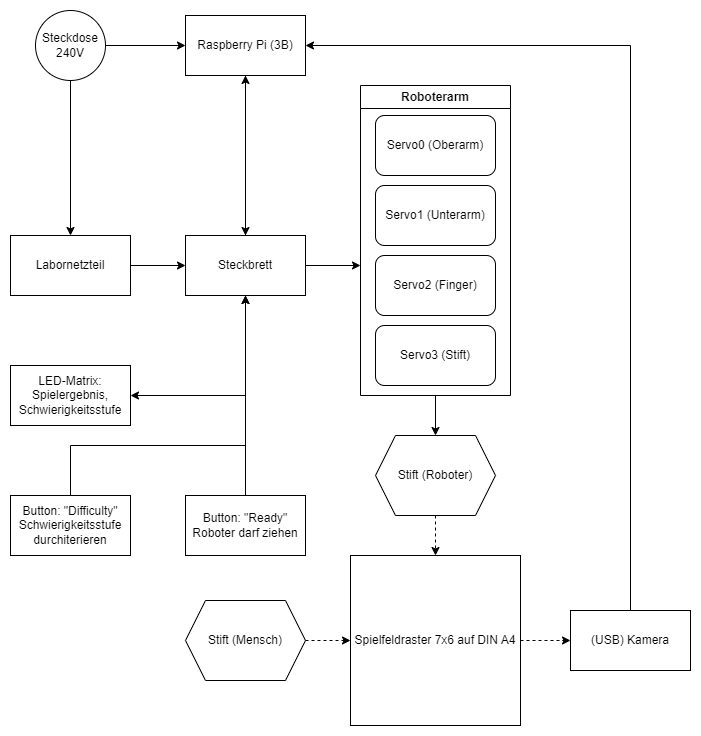 Steckdose
240V
Raspberry Pi (3B)
Roboterarm
Servo0 (Oberarm)
Servo1 (Unterarm)
Servo2 (Finger)
Servo3 (Stift)
Labornetzteil
Steckbrett
LED-Matrix:
Spielergebnis,
Schwierigkeitsstufe
Stift (Roboter)
Button: "Difficulty"
Schwierigkeitsstufe
durchiterieren
Button: "Ready"
Roboter darf ziehen
Stift (Mensch)
Spielfeldraster 7x6 auf DIN A4
(USB) Kamera